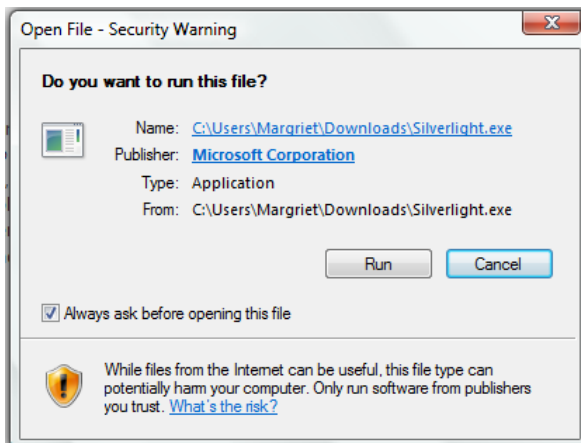 Open File - Security Warning
Do you want to run this file?
Name: C:\Users\Margriet\Downloads\Silverlight.exe
Publisher: Microsoft Corporation
Type: Application
From: C:\Users\Margriet\Downloads\Silverlight.exe
Run Cancel
Always ask before opening this file
While files from the Internet can be useful, this file type can
potentially harm your computer. Only run software from publishers
you trust. What's the risk?